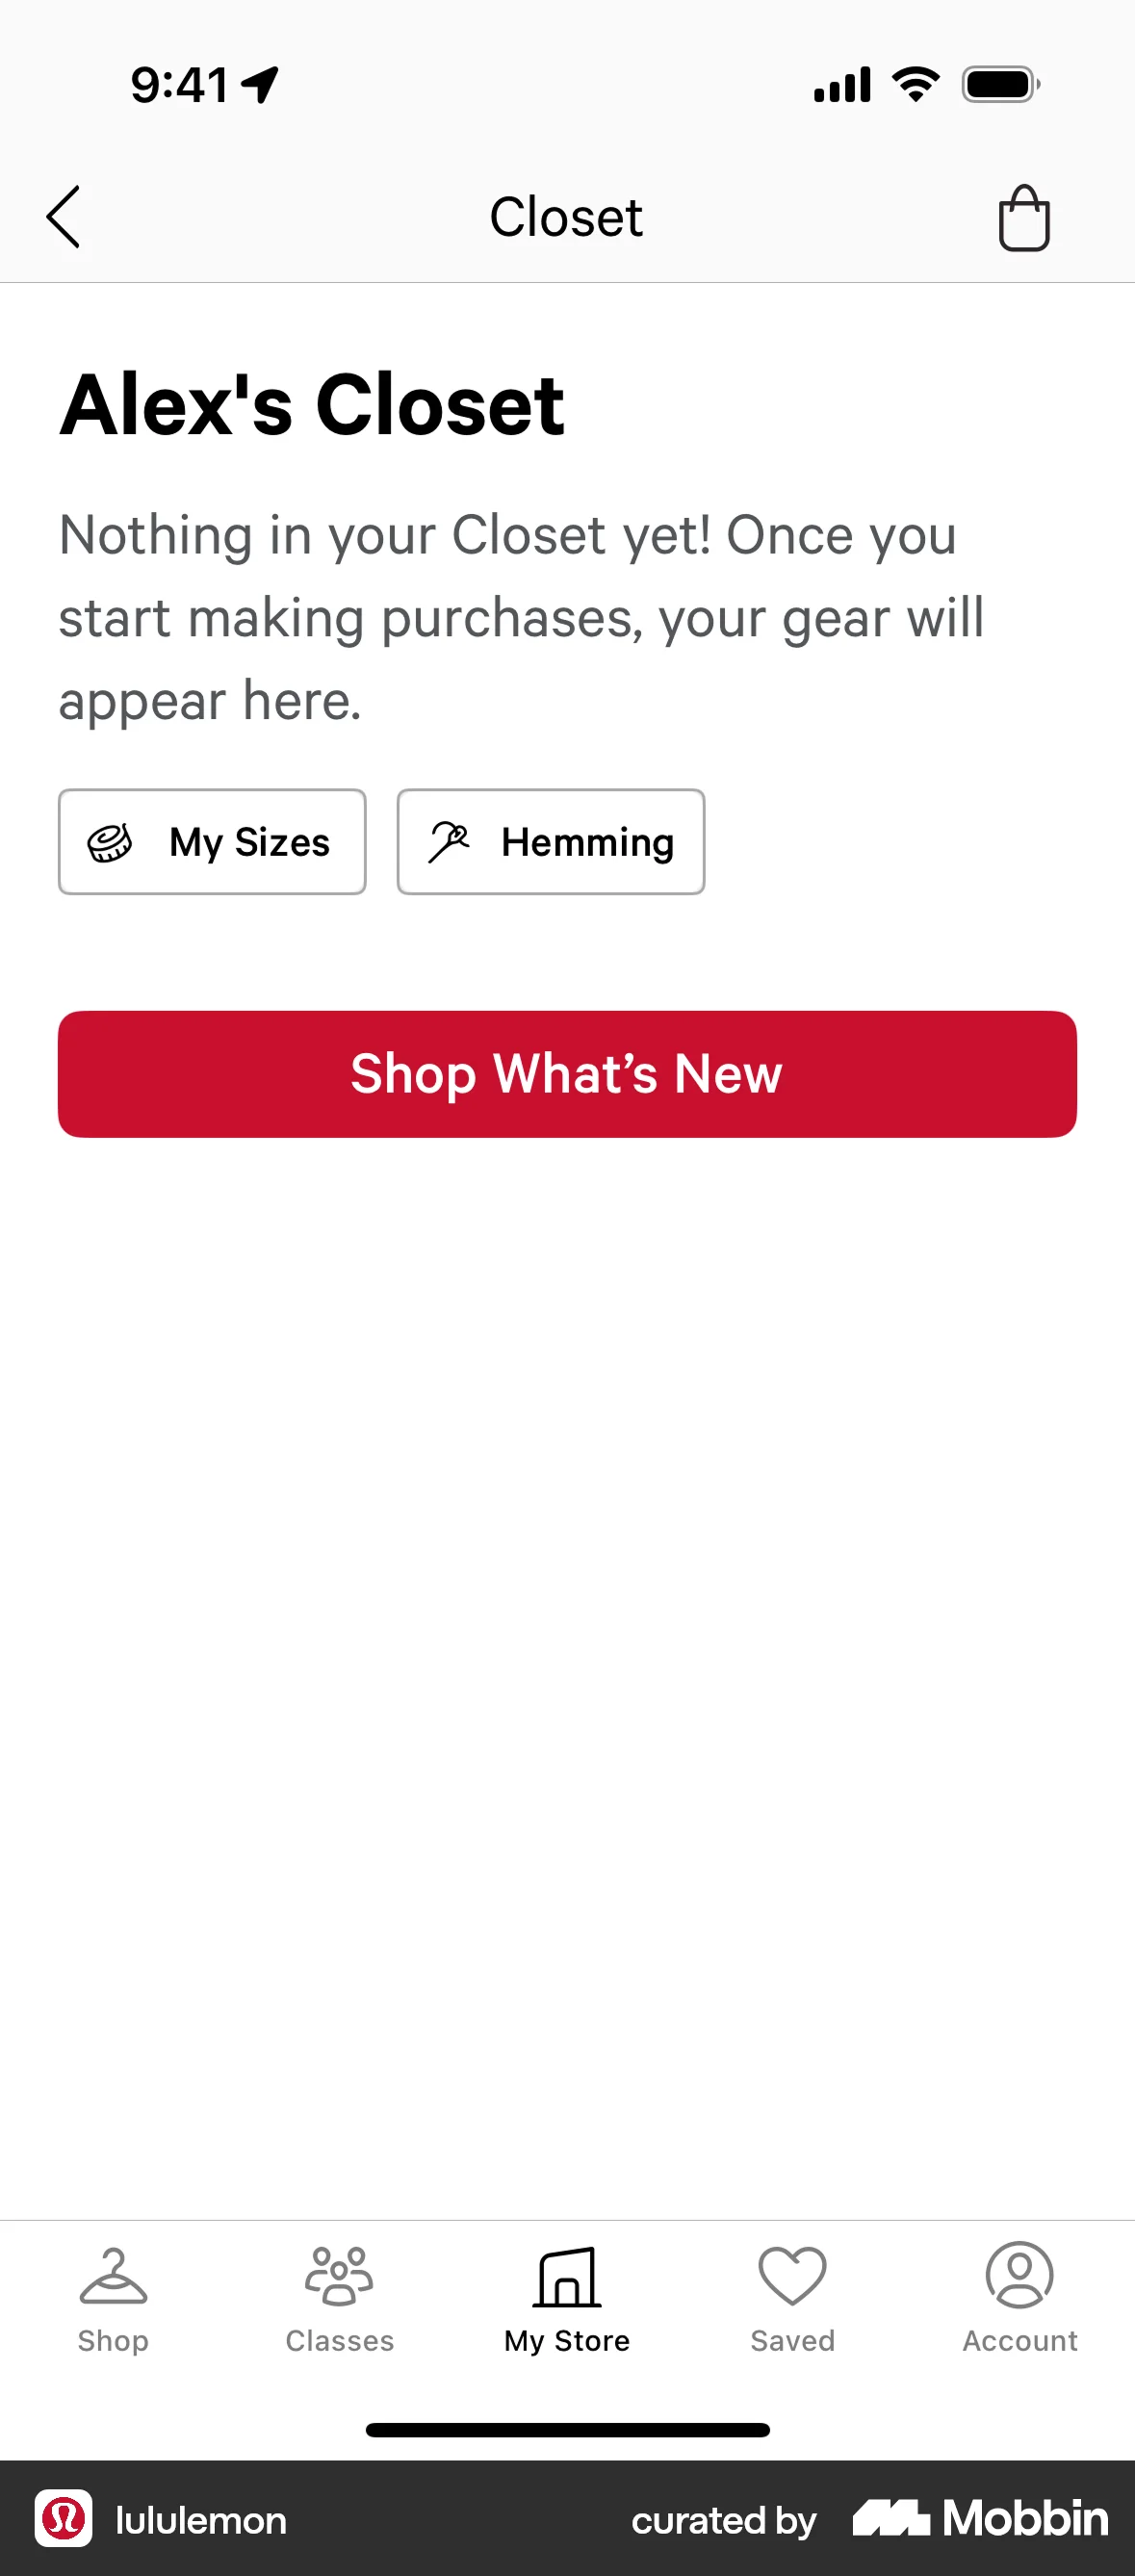 9:41
Closet
Alex's Closet
Nothing in your Closet yet! Once you
start making purchases, your gear will
appear here.
My Sizes
Hemming
Shop What’s New
Shop
Classes
My Store
Saved
Account
lululemon
curated by Mobbin